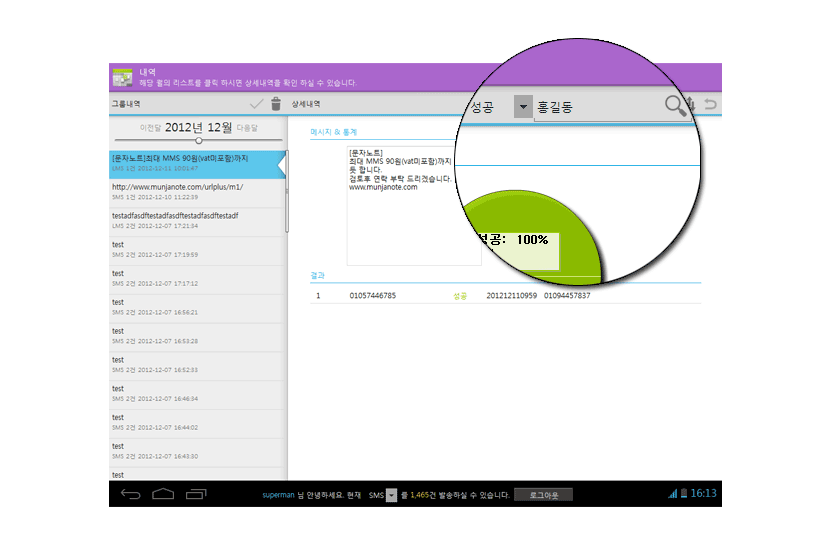 내역
해당 월의 리스트를 클릭 하시면 상세내역을 확인 하실 수 있습니다.
그룹내역
상세내역
성공
홍길동
이전달 2012년 12월 다음달
[문자노트]최대 MMS 90원(vat미포함)까지
LMS 1건 2012-12-11 10:01:47
http://www.munjanote.com/urlplus/m1/
SMS 1건 2012-12-10 11:22:39
testadfasdftestadfasdftestadfasdftestadf
LMS 2건 2012-12-07 17:21:34
test
SMS 2건 2012-12-07 17:19:59
test
SMS 2건 2012-12-07 17:17:12
test
SMS 2건 2012-12-07 16:56:21
test
SMS 2건 2012-12-07 16:53:28
test
SMS 2건 2012-12-07 16:52:33
test
SMS 2건 2012-12-07 16:46:34
test
SMS 2건 2012-12-07 16:44:02
test
SMS 2건 2012-12-07 16:43:30
test
메시지 & 통계
[문자노트]
최대 MMS 90원(vat미포함)까지
듯 합니다.
검토후 연락 부탁 드리겠습니다.
www.munjanote.com
성공: 100%
결과
1 01057446785 성공 201212110959 01094457837
superman 님 안녕하세요. 현재 SMS 를 1,465건 발송하실 수 있습니다. 로그아웃
16:13